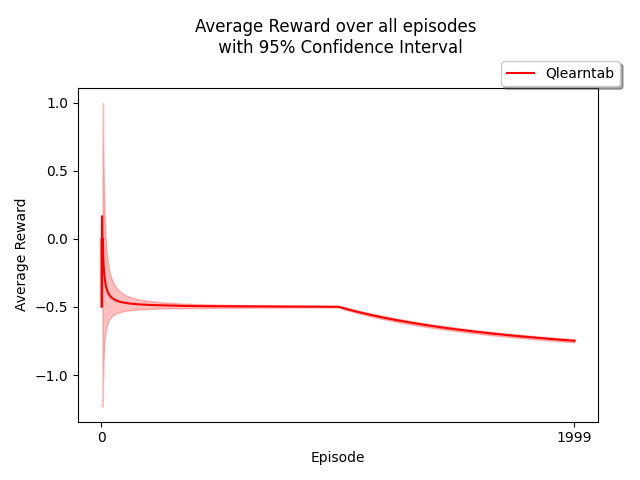 Average Reward over all episodes
with 95% Confidence Interval
Qlearntab
1.0
0.5
0.0
−0.5
−1.0
Average Reward
0
1999
Episode